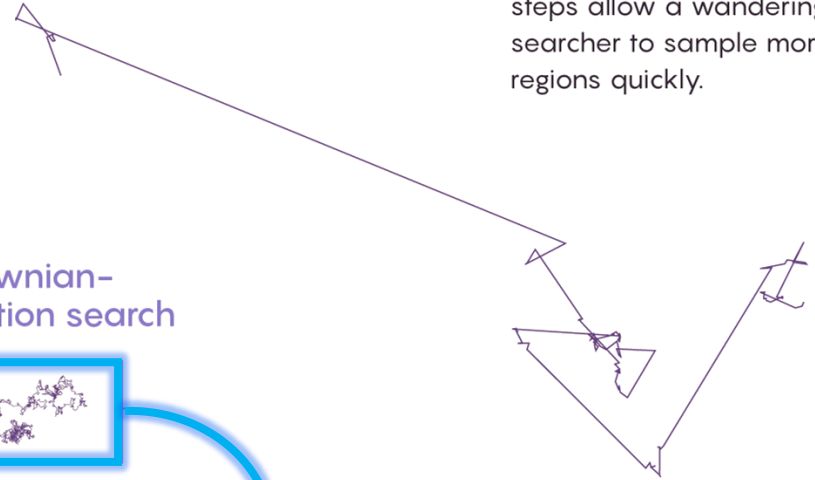 steps allow a wandering
searcher to sample mor
regions quickly.
wnian-
tion search